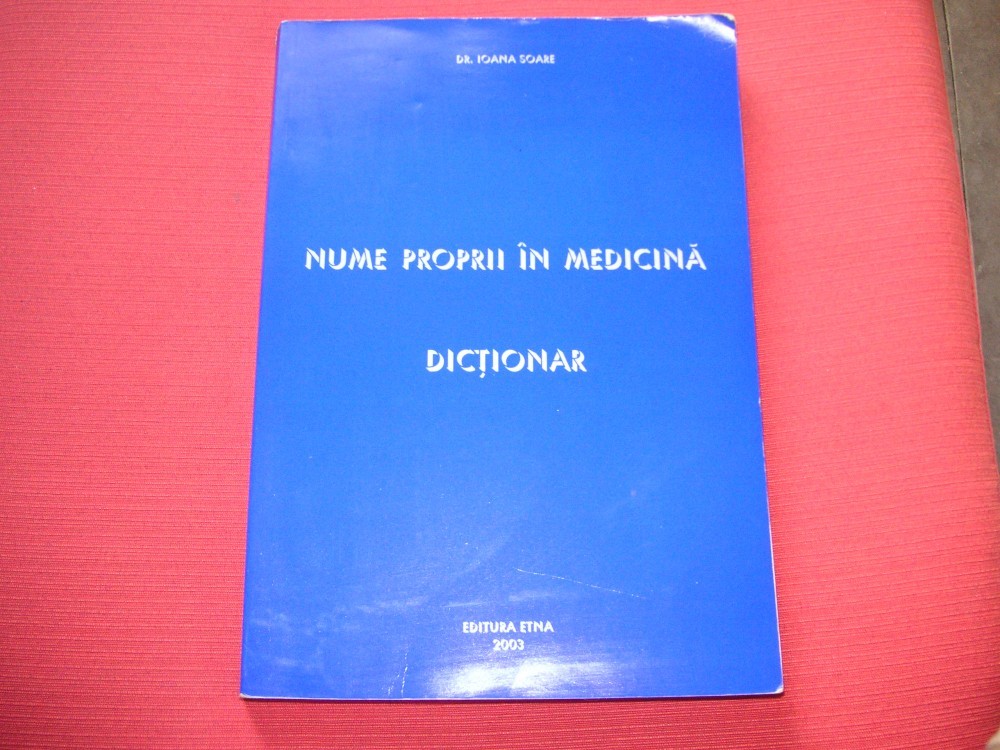 DR. IOANA SOARE
NUME PROPRII ÎN MEDICINĂ
DICȚIONAR
EDITURA ETNA
2003